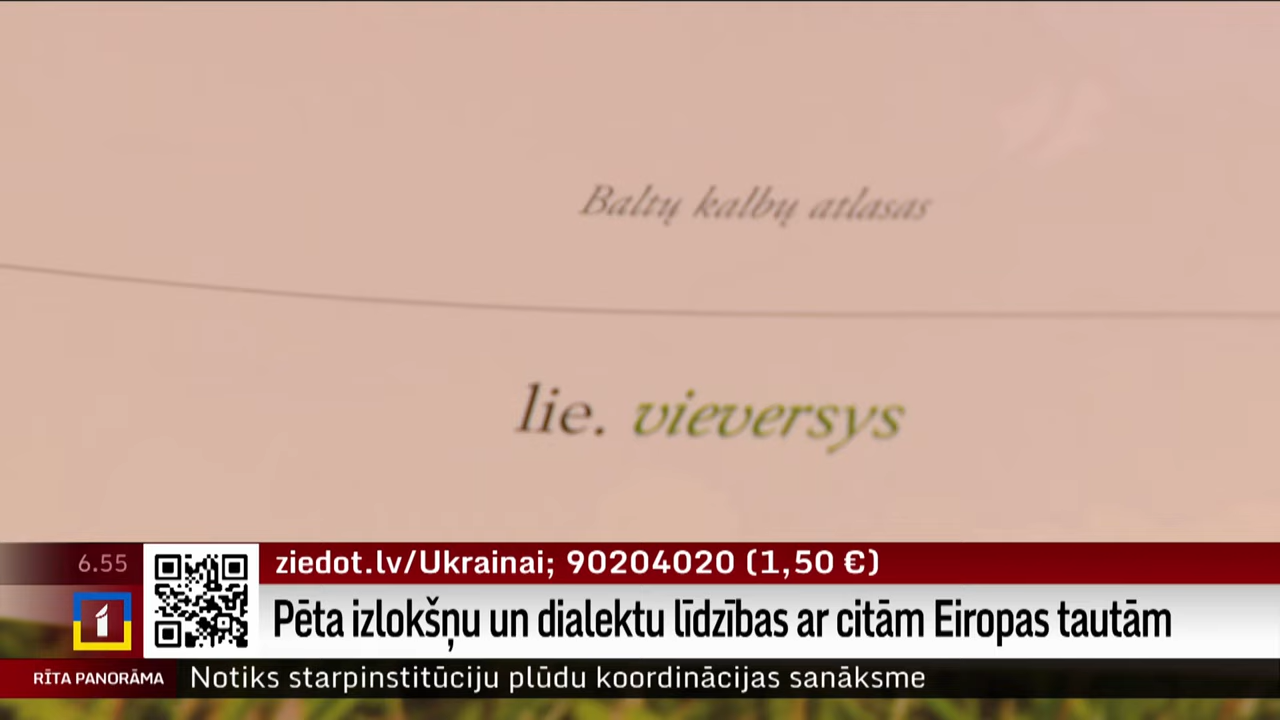 Baltų kalbų atlasas
lie. vieversys
6.55
ziedot.lv/Ukrainai; 90204020 (1,50 €)
1
Pēta izlokšņu un dialektu līdzības ar citām Eiropas tautām
RĪTA PANORĀMA
Notiks starpinstitūciju plūdu koordinācijas sanāksme